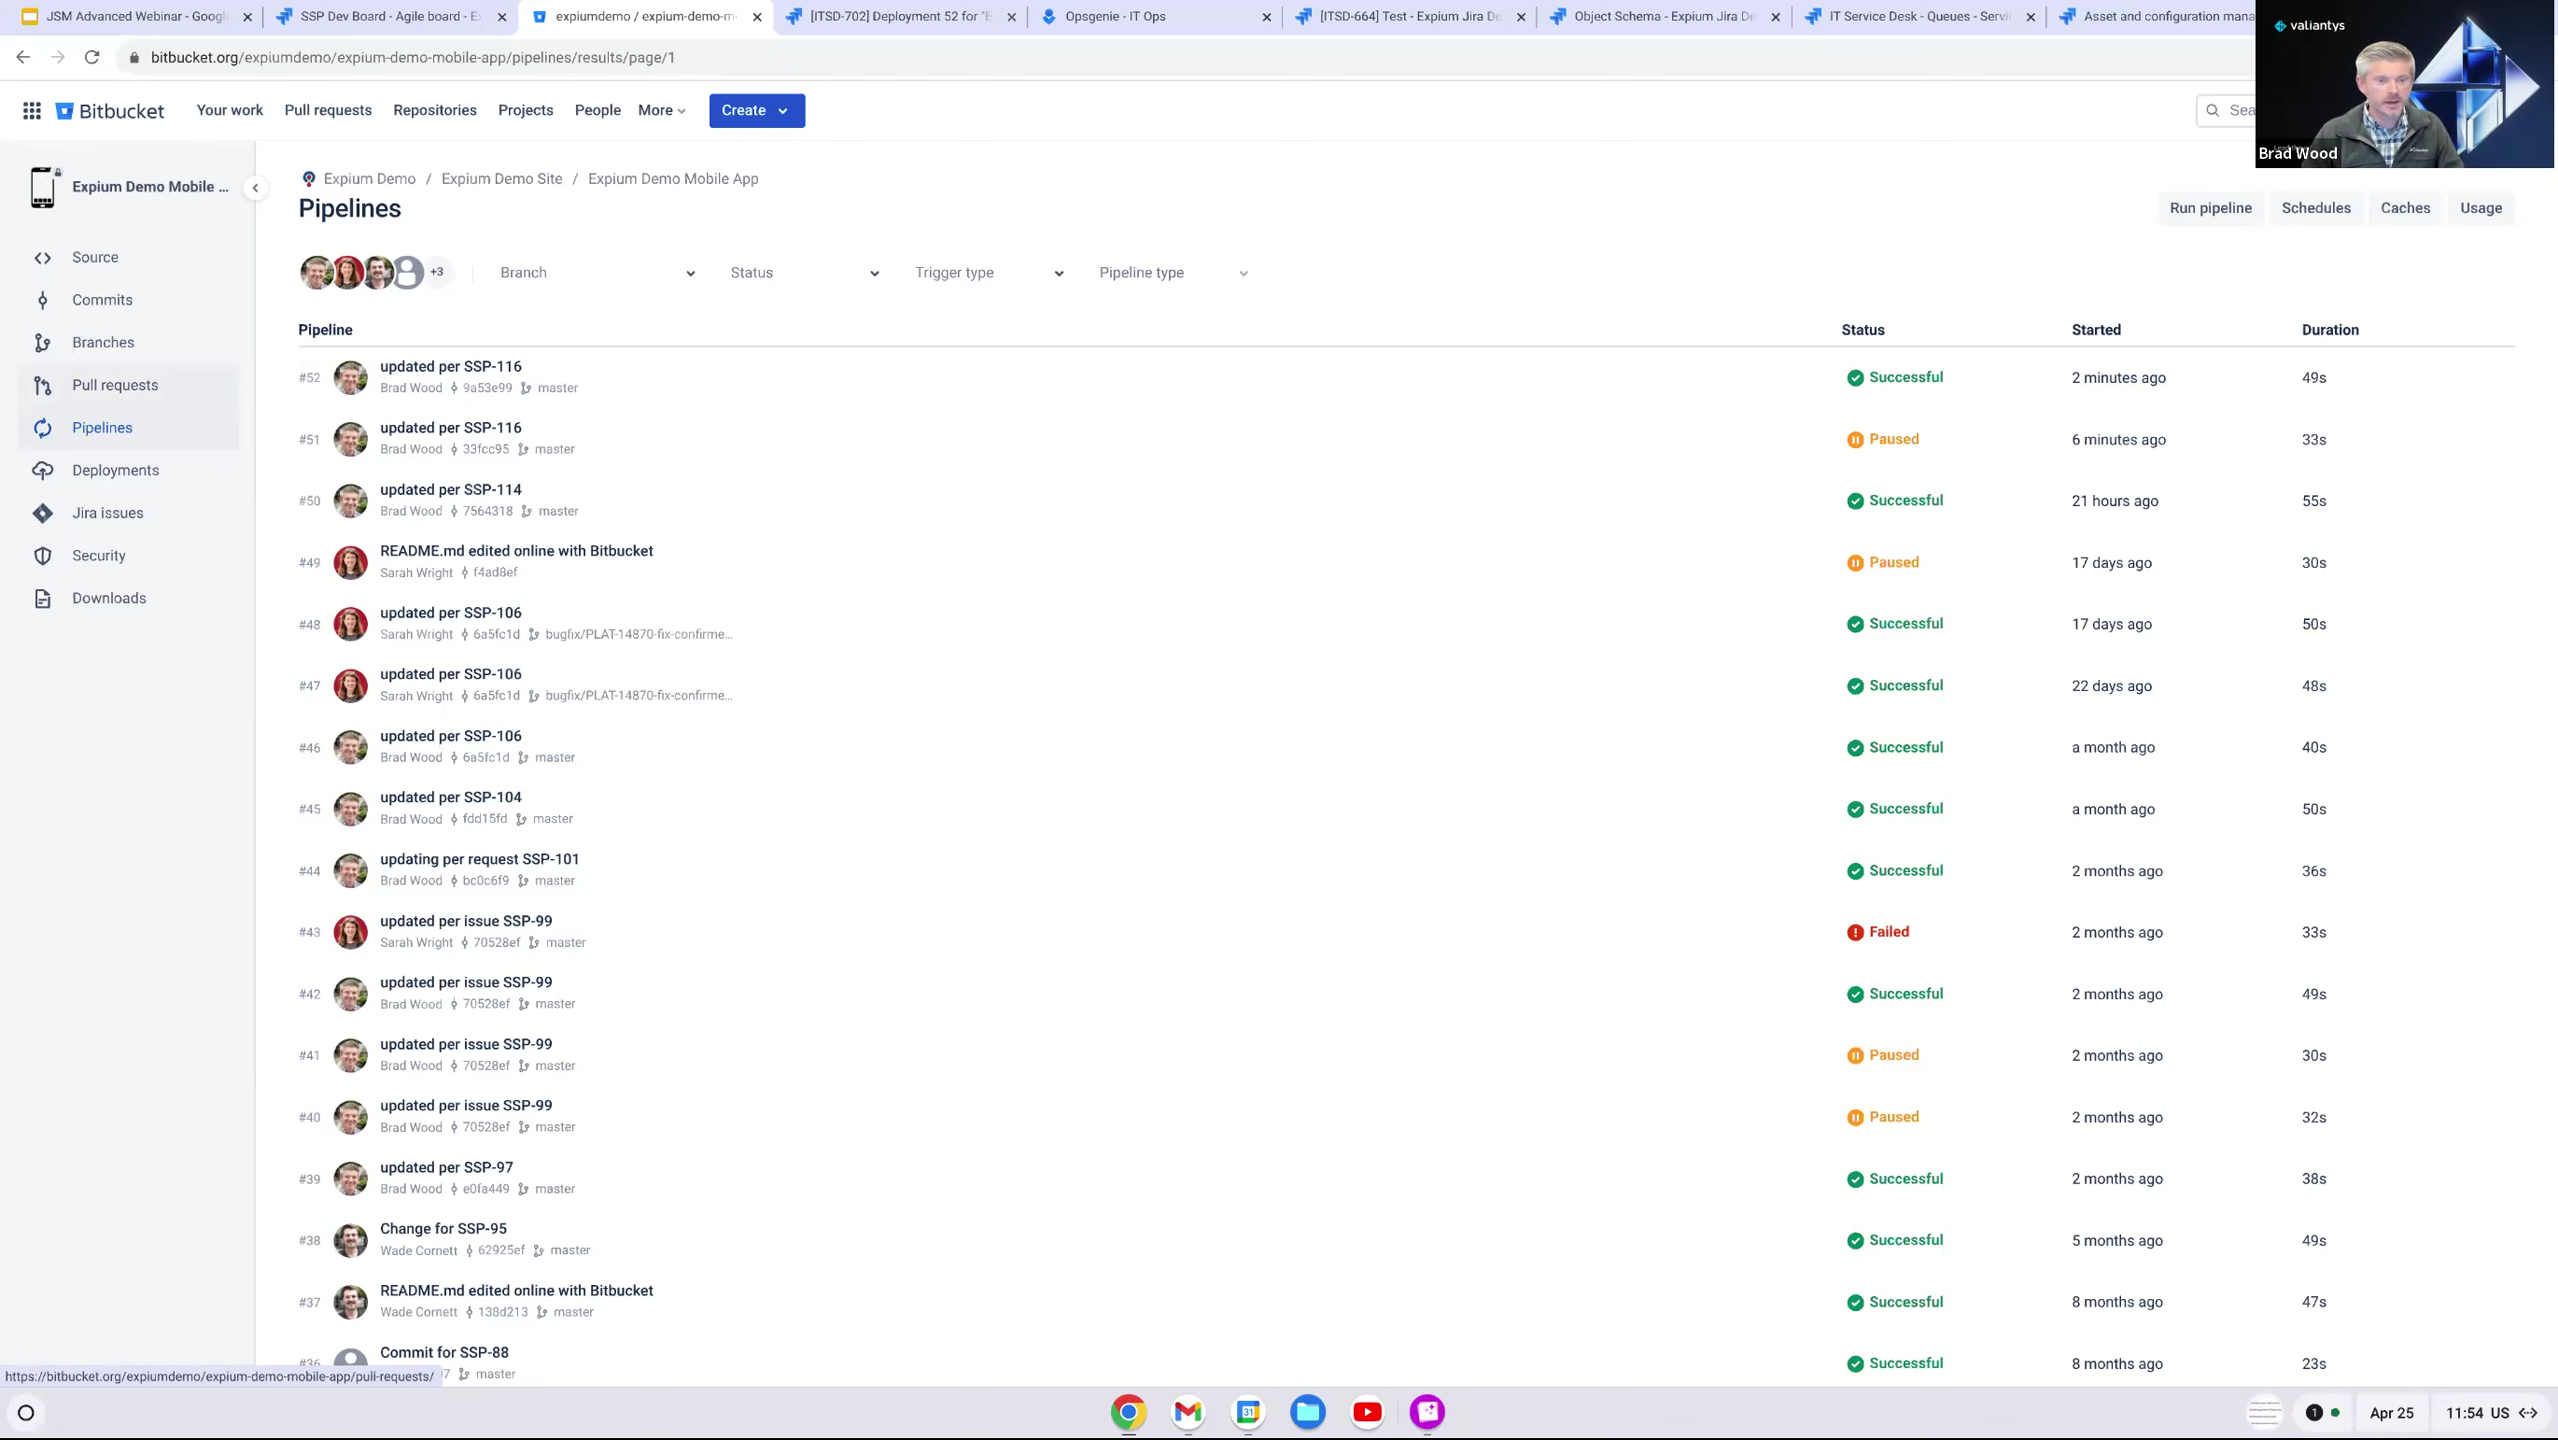 JSM Advanced Webinar - Googl
SSP Dev Board - Agile board - Ex
expiumdemo / expium-demo-m
[ITSD-702] Deployment 52 for "E
Opsgenie - IT Ops
[ITSD-664] Test - Expium Jira De
Object Schema - Expium Jira De
IT Service Desk - Queues - Servi
Asset and configuration mana
valiantys
Brad Wood
bitbucket.org/expiumdemo/expium-demo-mobile-app/pipelines/results/page/1
Bitbucket
Your work
Pull requests
Repositories
Projects
People
More
Create
Sea
Expium Demo Mobile ...
Source
Commits
Branches
Pull requests
Pipelines
Deployments
Jira issues
Security
Downloads
Expium Demo / Expium Demo Site / Expium Demo Mobile App
Pipelines
Run pipeline
Schedules
Caches
Usage
+3
Branch
Status
Trigger type
Pipeline type
Pipeline Status Started Duration
#52 updated per SSP-116 Successful 2 minutes ago 49s
Brad Wood 9a53e99 master
#51 updated per SSP-116 Paused 6 minutes ago 33s
Brad Wood 33fcc95 master
#50 updated per SSP-114 Successful 21 hours ago 55s
Brad Wood 7564318 master
#49 README.md edited online with Bitbucket Paused 17 days ago 30s
Sarah Wright f4ad8ef
#48 updated per SSP-106 Successful 17 days ago 50s
Sarah Wright 6a5fc1d bugfix/PLAT-14870-fix-confirme...
#47 updated per SSP-106 Successful 22 days ago 48s
Sarah Wright 6a5fc1d bugfix/PLAT-14870-fix-confirme...
#46 updated per SSP-106 Successful a month ago 40s
Brad Wood 6a5fc1d master
#45 updated per SSP-104 Successful a month ago 50s
Brad Wood fdd15fd master
#44 updating per request SSP-101 Successful 2 months ago 36s
Brad Wood bc0c6f9 master
#43 updated per issue SSP-99 Failed 2 months ago 33s
Sarah Wright 70528ef master
#42 updated per issue SSP-99 Successful 2 months ago 49s
Brad Wood 70528ef master
#41 updated per issue SSP-99 Paused 2 months ago 30s
Brad Wood 70528ef master
#40 updated per issue SSP-99 Paused 2 months ago 32s
Brad Wood 70528ef master
#39 updated per SSP-97 Successful 2 months ago 38s
Brad Wood e0fa449 master
#38 Change for SSP-95 Successful 5 months ago 49s
Wade Cornett 62925ef master
#37 README.md edited online with Bitbucket Successful 8 months ago 47s
Wade Cornett 138d213 master
#36 Commit for SSP-88 Successful 8 months ago 23s
7 master
https://bitbucket.org/expiumdemo/expium-demo-mobile-app/pull-requests/
31
1
Apr 25
11:54 US